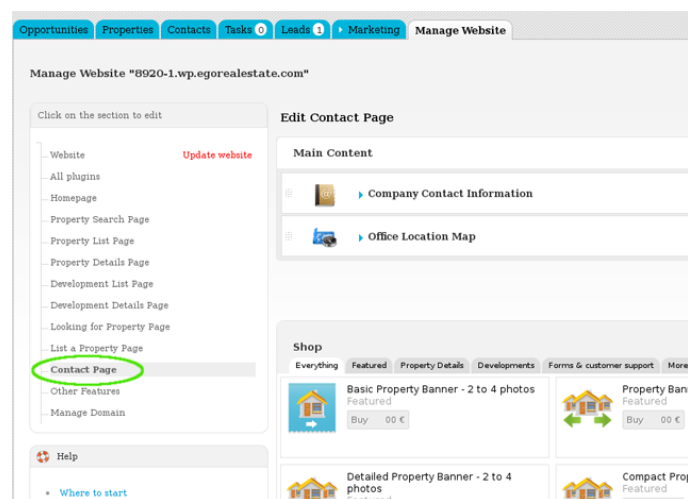 Opportunities Properties Contacts Tasks 0 Leads 1 Marketing Manage Website
Manage Website "8920-1.wp.egorealestate.com"
Click on the section to edit
Edit Contact Page
Website Update website
Main Content
All plugins
Homepage
Company Contact Information
Property Search Page
Property List Page
Office Location Map
Property Details Page
Development List Page
Development Details Page
Looking for Property Page
List a Property Page
Shop
Contact Page
Everything Featured Property Details Developments Forms & customer support More
Other Features
Manage Domain
Basic Property Banner - 2 to 4 photos
Featured
Buy 00 €
Property Ban
Featured
Buy 00 €
Help
Where to start
Detailed Property Banner - 2 to 4
photos
Featured
Compact Prop
Featured